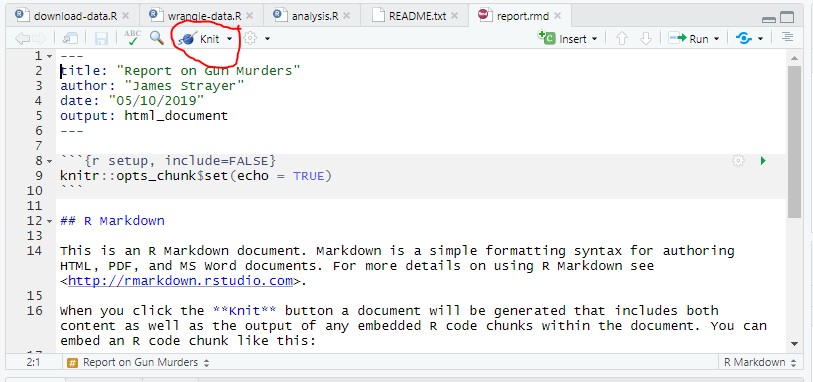 download-data.R wrangle-data.R analysis.R README.txt report.rmd
ABC Knit Insert Run
1 ---
2 title: "Report on Gun Murders"
3 author: "James Strayer"
4 date: "05/10/2019"
5 output: html_document
6 ---
7
8 ```{r setup, include=FALSE}
9 knitr::opts_chunk$set(echo = TRUE)
10 ```
11
12 ## R Markdown
13
14 This is an R Markdown document. Markdown is a simple formatting syntax for authoring
HTML, PDF, and MS Word documents. For more details on using R Markdown see
<http://rmarkdown.rstudio.com>.
15
16 When you click the **Knit** button a document will be generated that includes both
content as well as the output of any embedded R code chunks within the document. You can
embed an R code chunk like this:
2:1 # Report on Gun Murders R Markdown